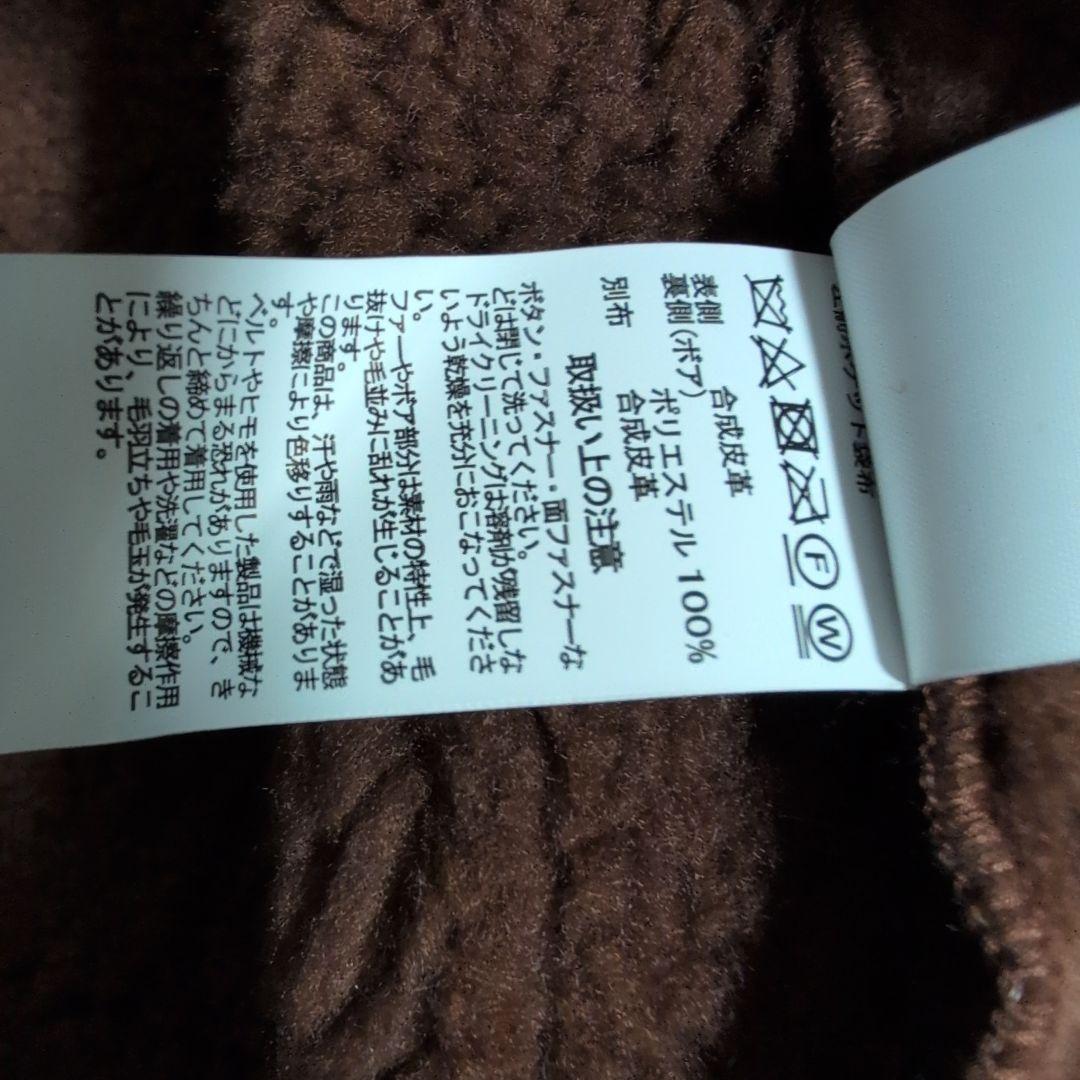 F W
表側 合成皮革
裏側(ボア) ポリエステル 100%
別布 合成皮革
取扱い上の注意
ボタン・ファスナー・面ファスナーな
どは閉じて洗ってください。
ドライクリーニングは溶剤が残留しな
いよう乾燥を充分におこなってくださ
い。
ファーやボア部分は素材の特性上、毛
抜けや毛並みに乱れが生じることがあ
ります。
この商品は、汗や雨などで湿った状態
や摩擦により色移りすることがありま
す。
ベルトやヒモを使用した製品は機械な
どにからまる恐れがありますので、き
ちんと締めて着用してください。
繰り返しの着用や洗濯などの摩擦作用
により、毛羽立ちや毛玉が発生するこ
とがあります。